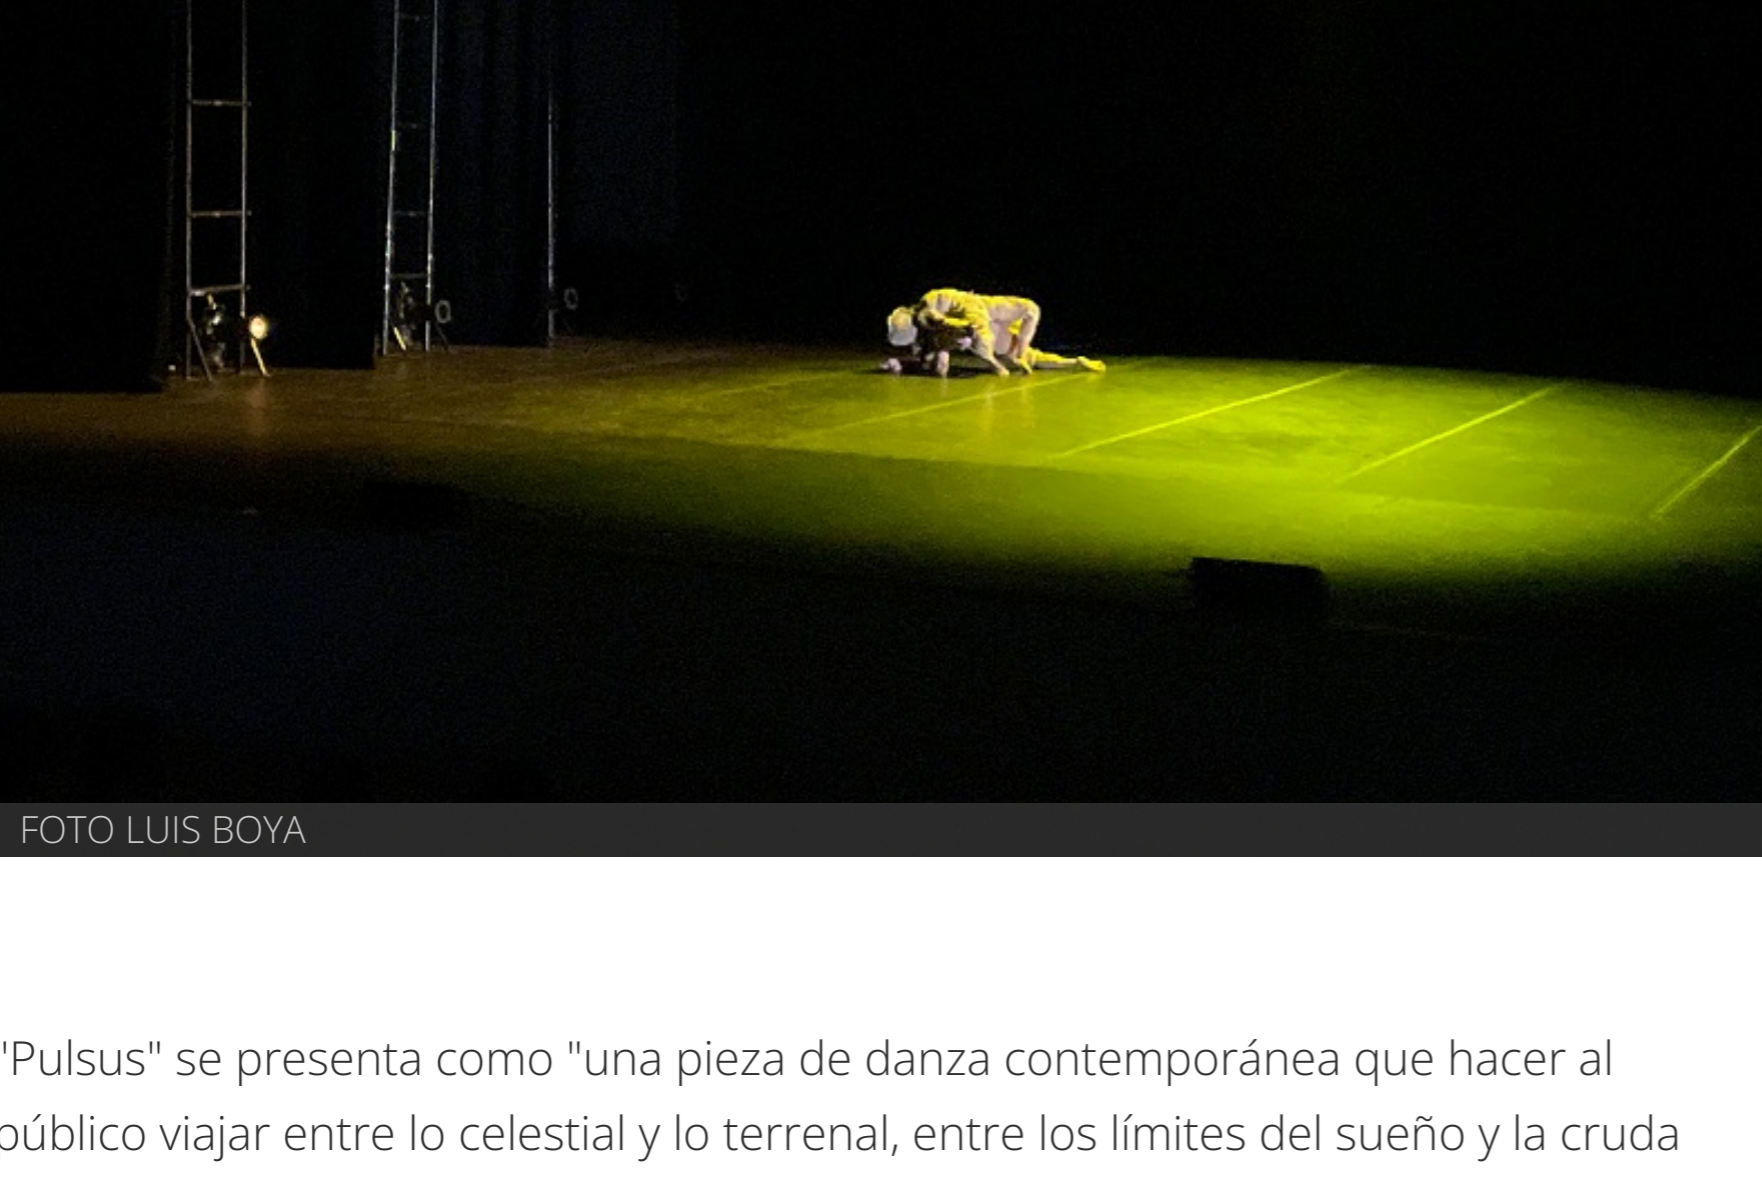 FOTO LUIS BOYA
"Pulsus" se presenta como "una pieza de danza contemporánea que hacer al
público viajar entre lo celestial y lo terrenal, entre los límites del sueño y la cruda